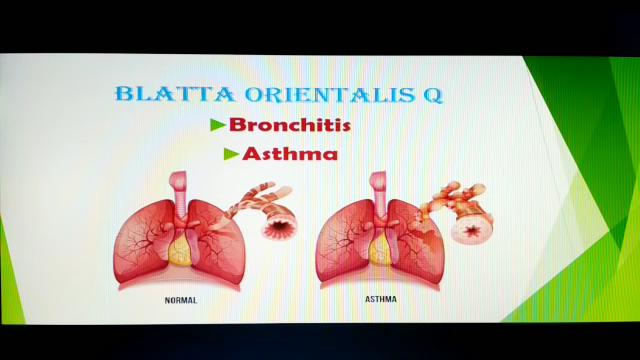 BLATTA ORIENTALIS Q
Bronchitis
Asthma
NORMAL
ASTHMA